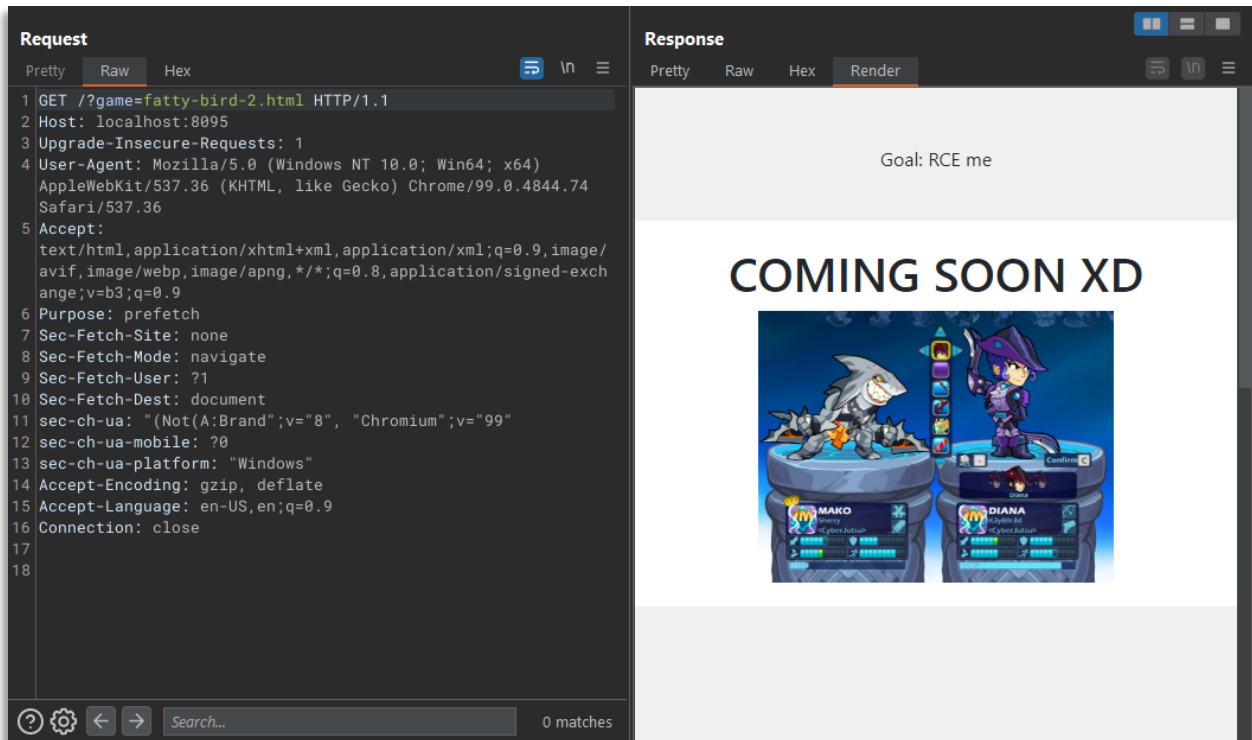 Request
Pretty Raw Hex
\n
1 GET /?game=fatty-bird-2.html HTTP/1.1
2 Host: localhost:8095
3 Upgrade-Insecure-Requests: 1
4 User-Agent: Mozilla/5.0 (Windows NT 10.0; Win64; x64)
AppleWebKit/537.36 (KHTML, like Gecko) Chrome/99.0.4844.74
Safari/537.36
5 Accept:
text/html,application/xhtml+xml,application/xml;q=0.9,image/
avif,image/webp,image/apng,*/*;q=0.8,application/signed-exch
ange;v=b3;q=0.9
6 Purpose: prefetch
7 Sec-Fetch-Site: none
8 Sec-Fetch-Mode: navigate
9 Sec-Fetch-User: ?1
10 Sec-Fetch-Dest: document
11 sec-ch-ua: "(Not(A:Brand";v="8", "Chromium";v="99"
12 sec-ch-ua-mobile: ?0
13 sec-ch-ua-platform: "Windows"
14 Accept-Encoding: gzip, deflate
15 Accept-Language: en-US,en;q=0.9
16 Connection: close
17
18
Search...
0 matches
Response
Pretty Raw Hex Render
\n
Goal: RCE me
COMING SOON XD
Confirm C
Diana
MAKO
Sherry
<CyberJutsu>
DIANA
<CyberJutsu>